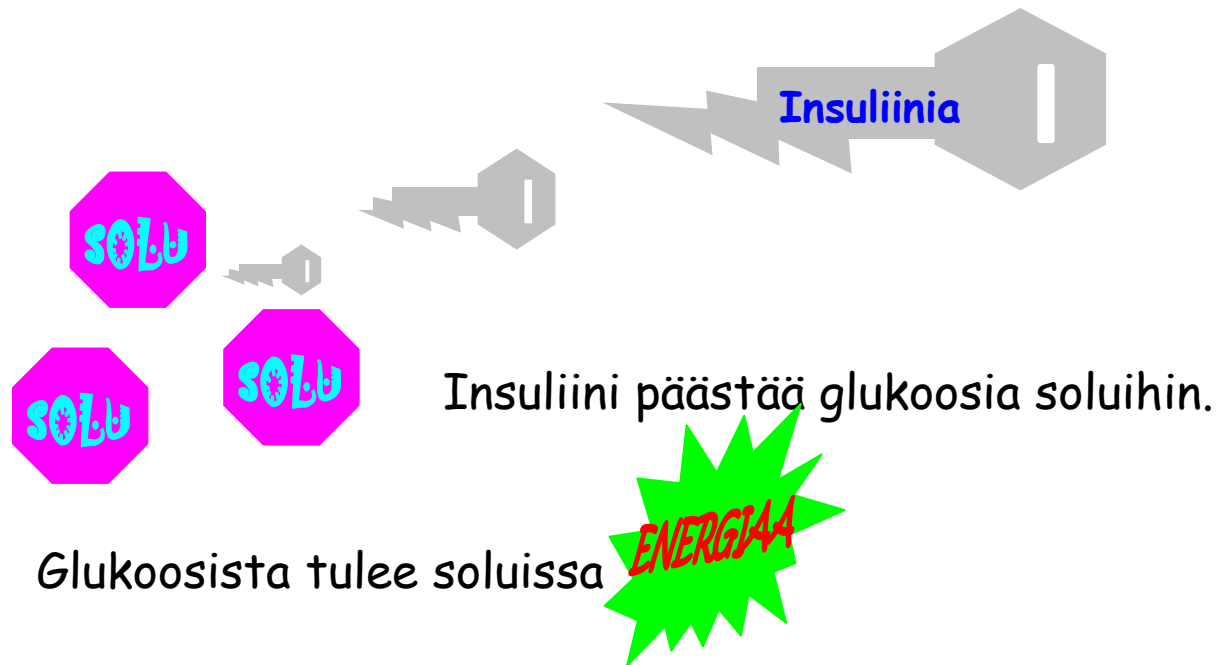 Insuliinia
SOLU
SOLU
SOLU
Insuliini päästää glukoosia soluihin.
Glukoosista tulee soluissa ENERGIAA